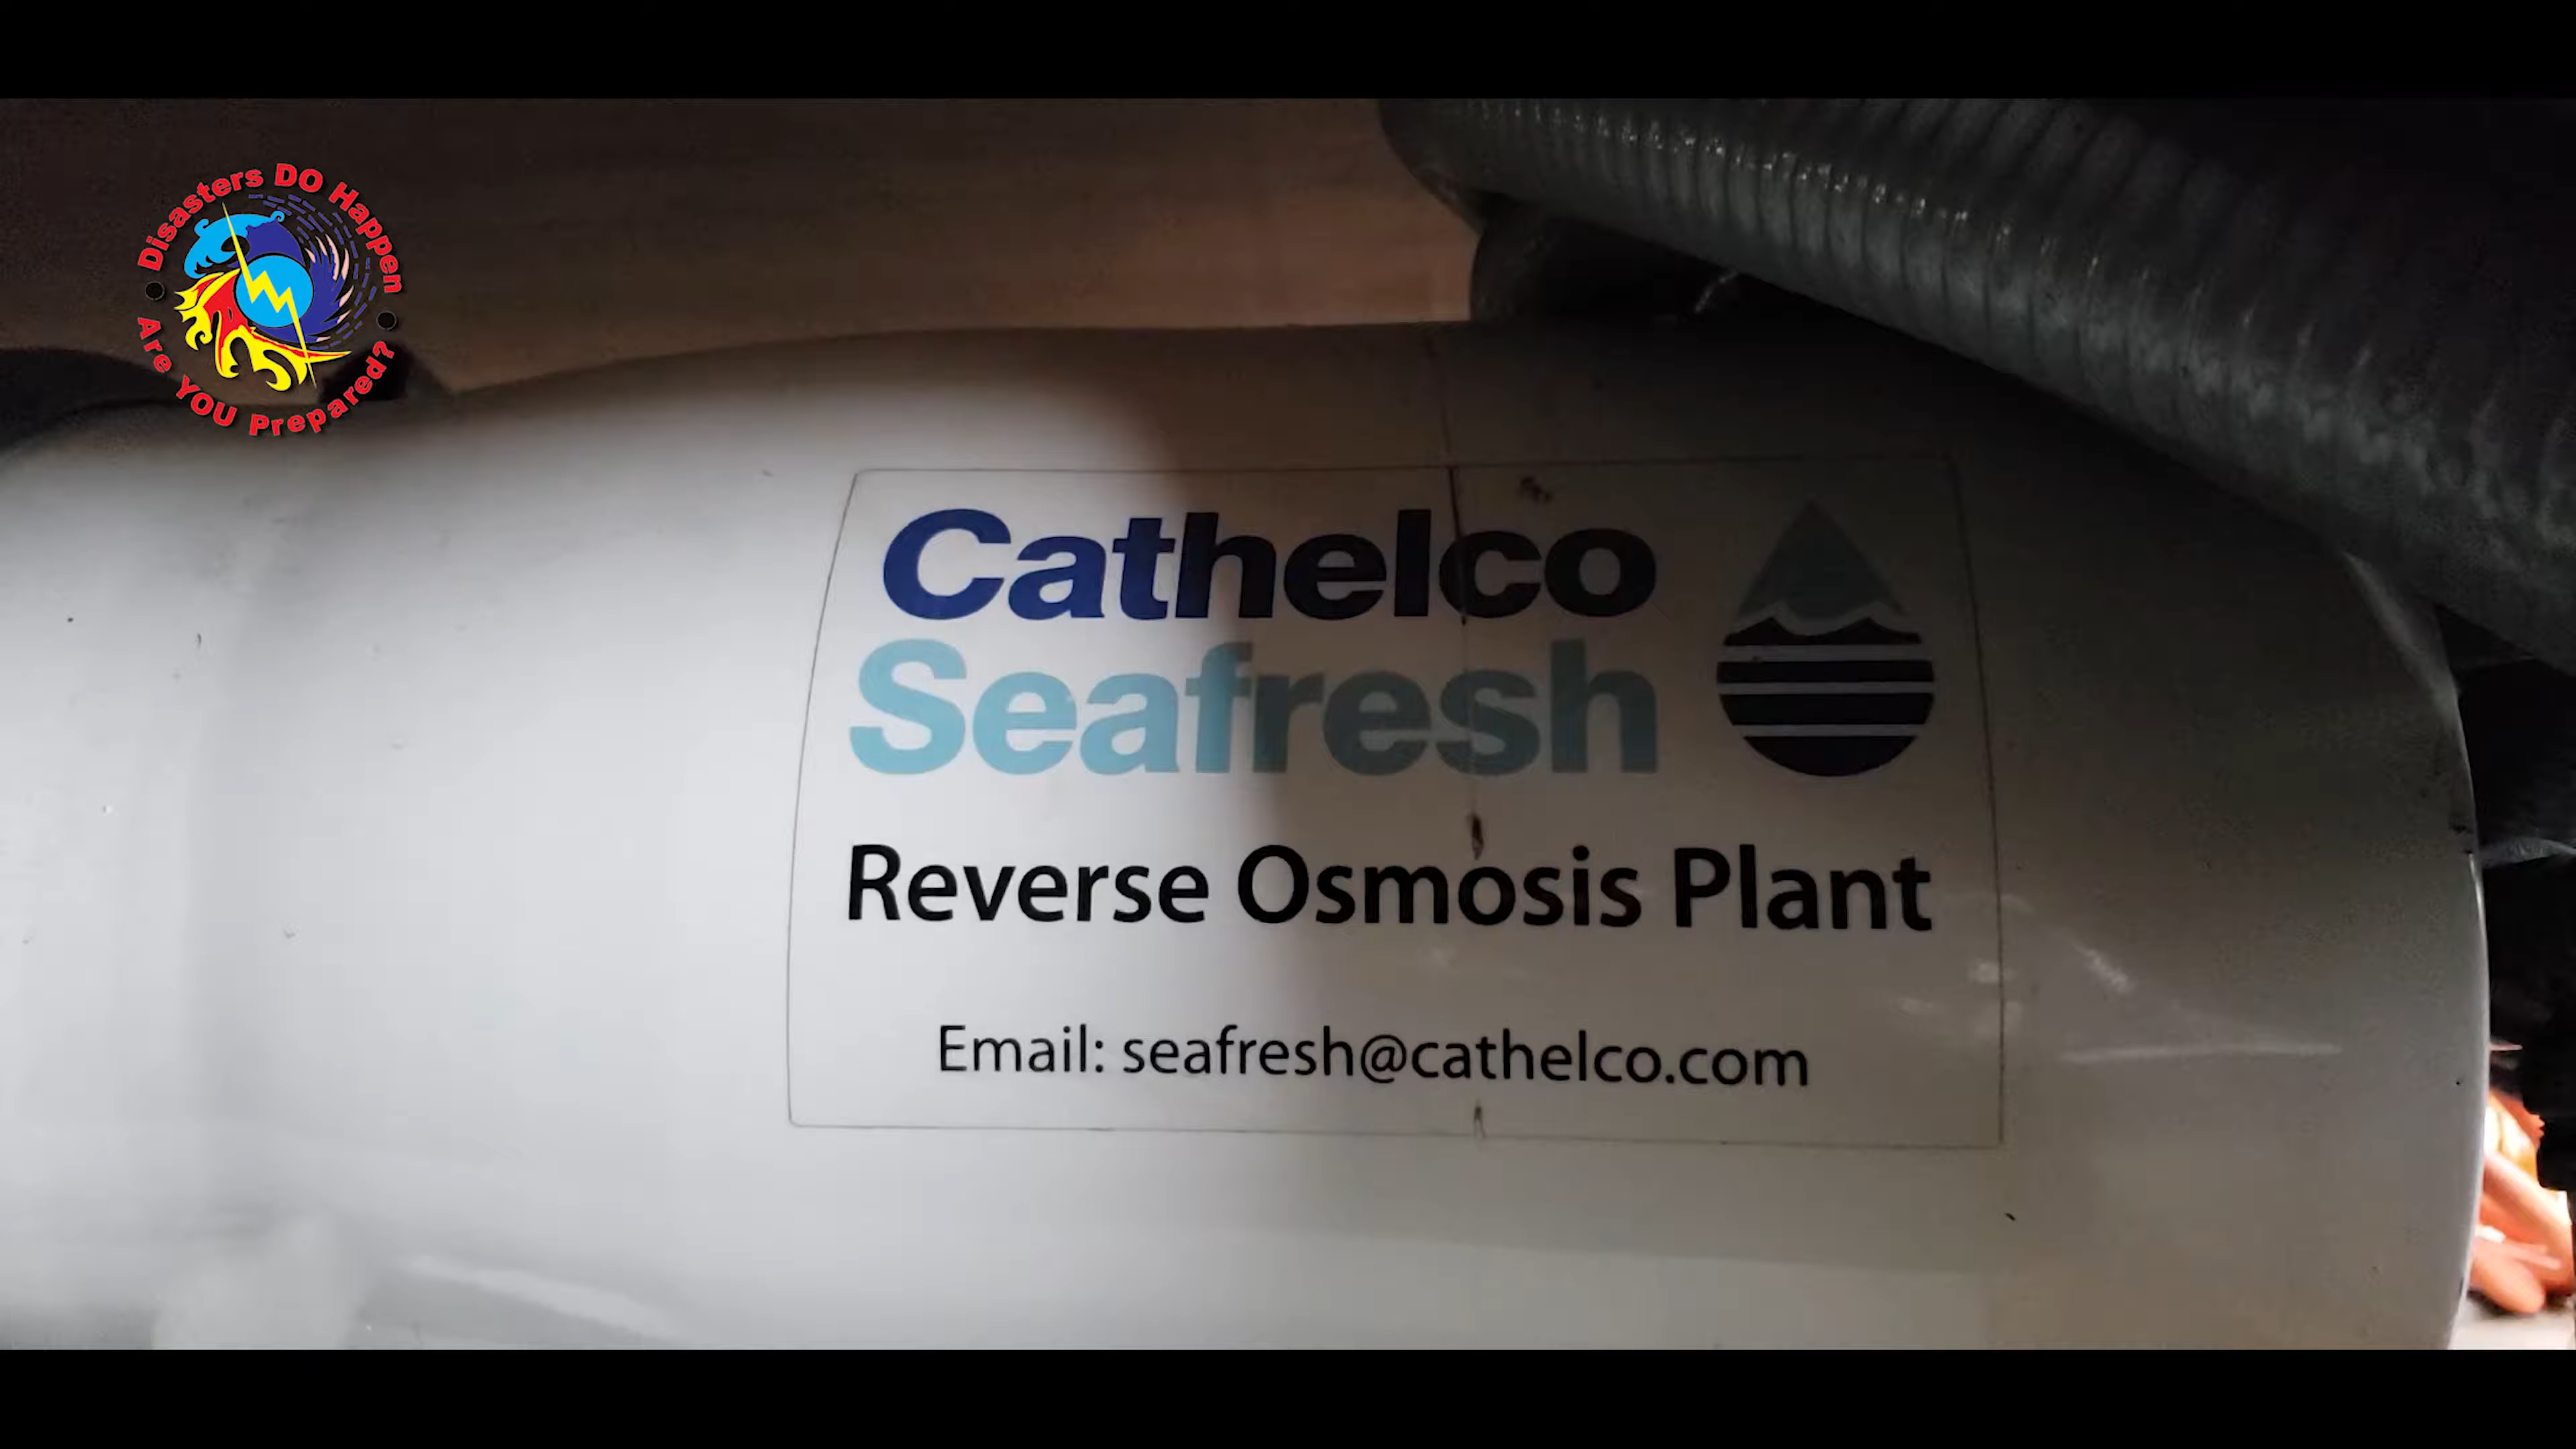 Disasters DO Happen
Are YOU Prepared?
Cathelco
Seafresh
Reverse Osmosis Plant
Email: seafresh@cathelco.com